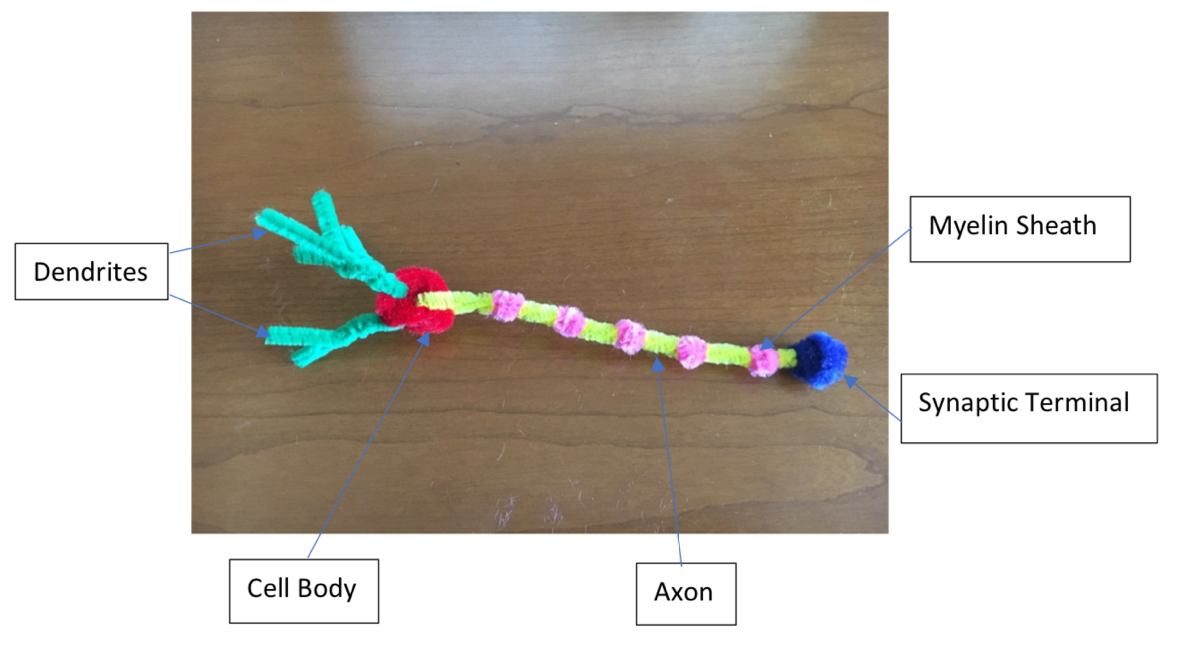 Myelin Sheath
Dendrites
Synaptic Terminal
Cell Body
Axon